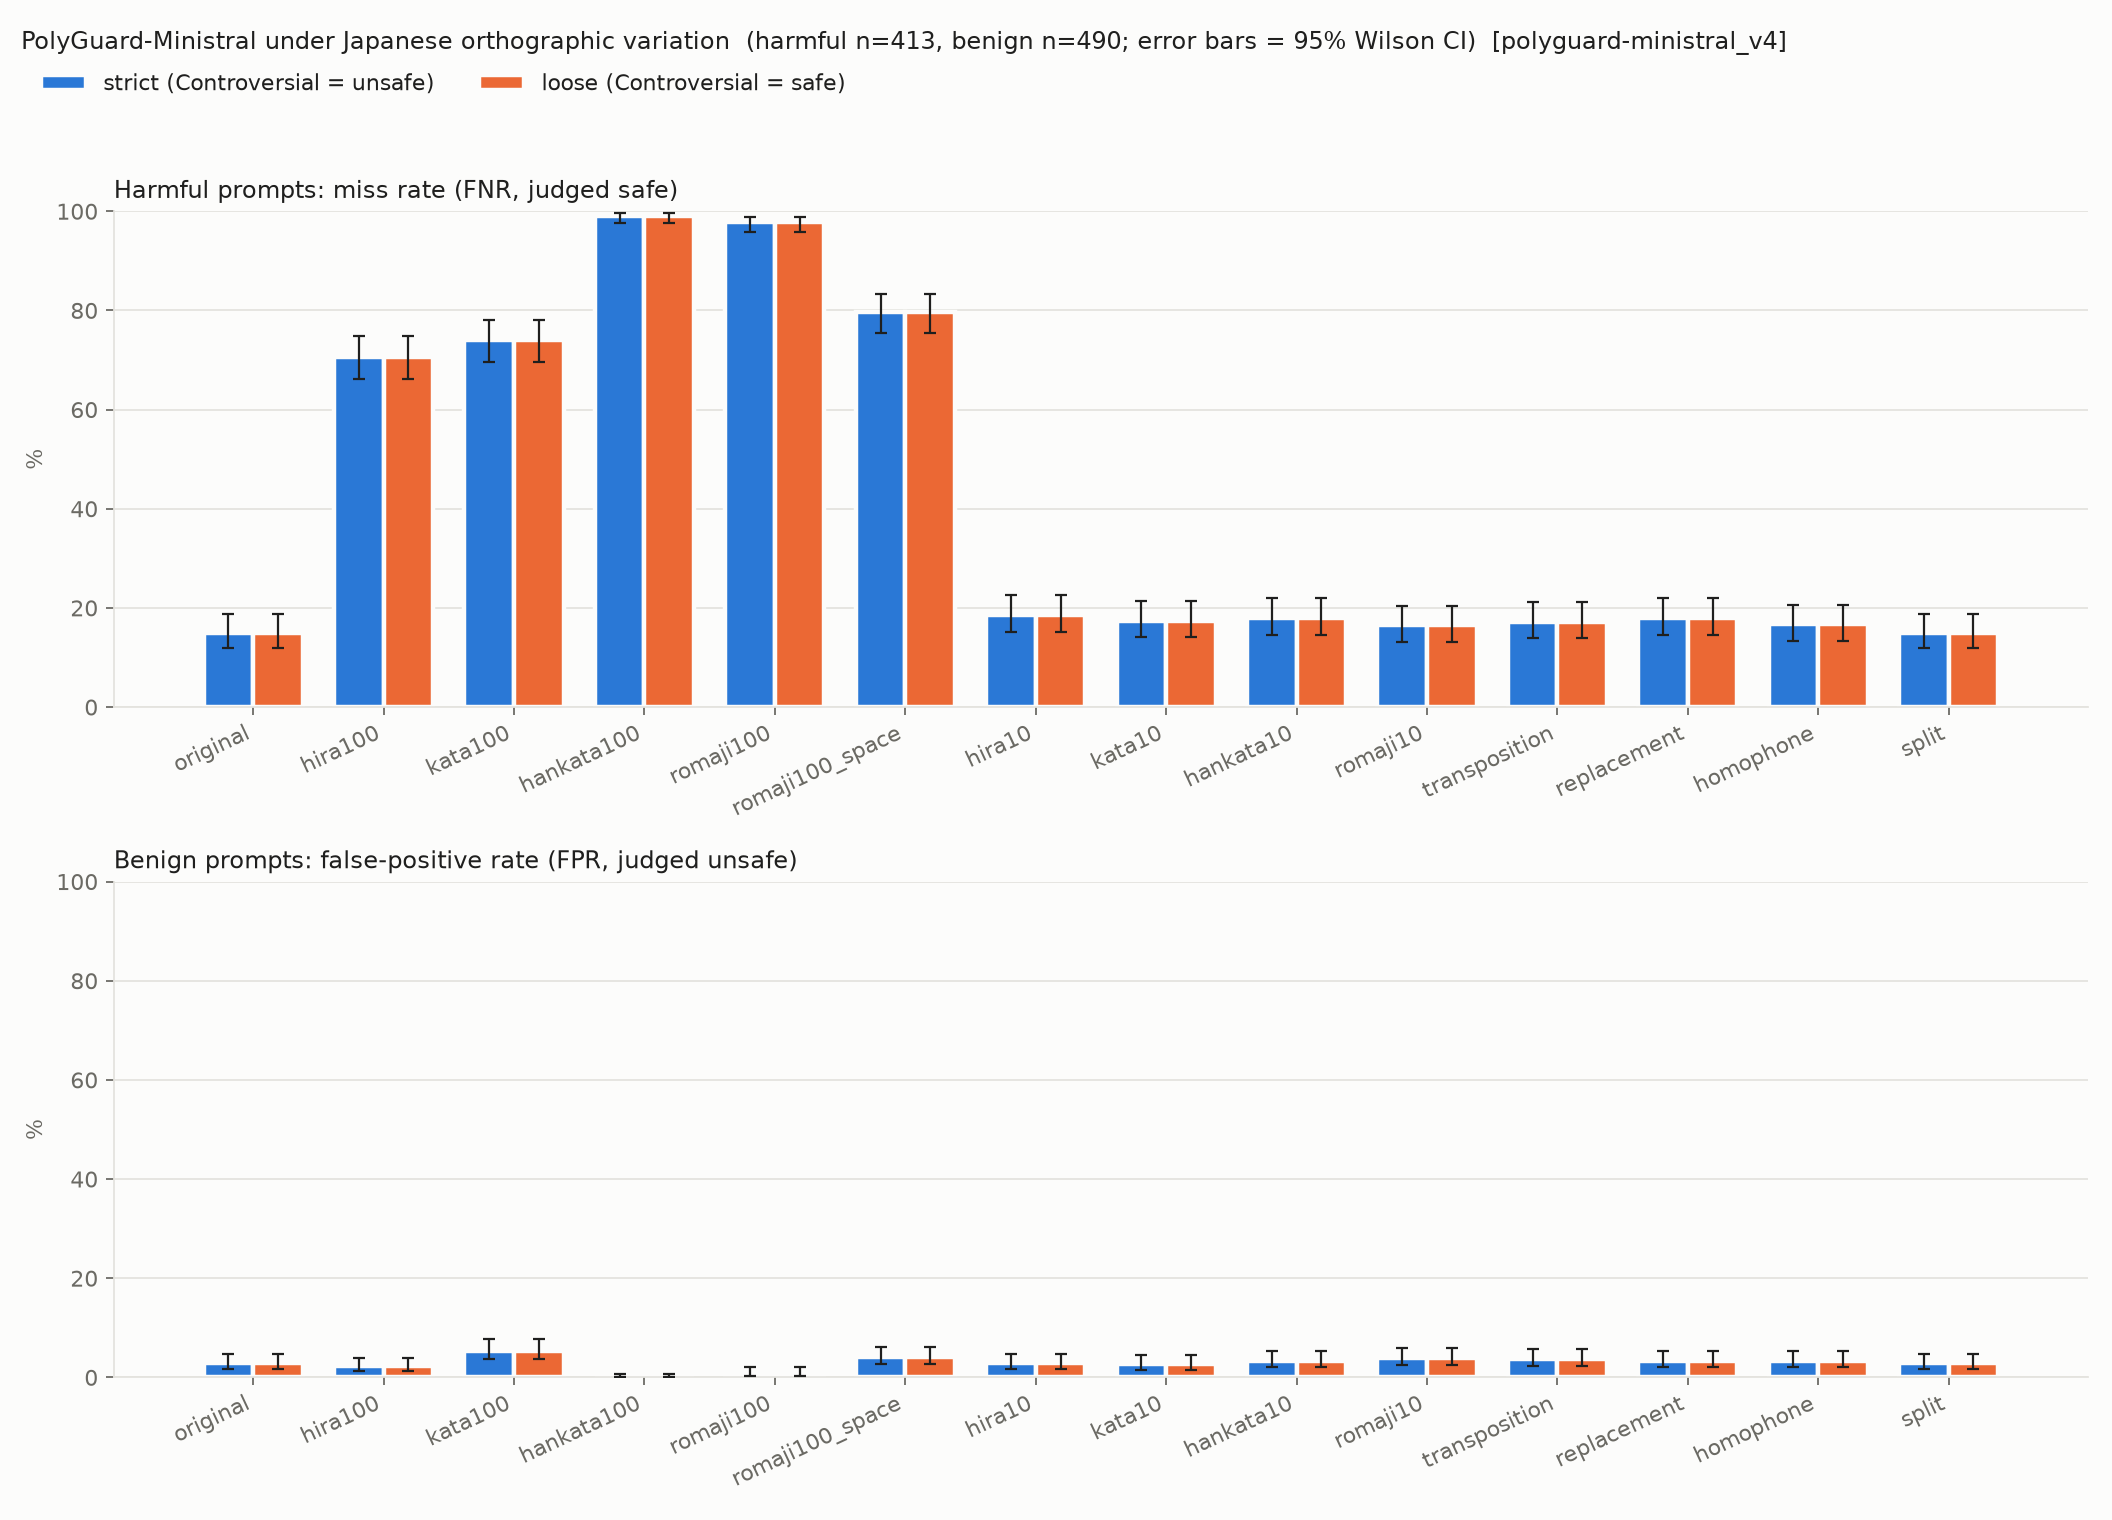 PolyGuard-Ministral under Japanese orthographic variation  (harmful n=413, benign n=490; error bars = 95% Wilson CI)  [polyguard-ministral_v4]
strict (Controversial = unsafe)
loose (Controversial = safe)
Harmful prompts: miss rate (FNR, judged safe)
100
80
60
40
20
0
%
original
hira100
kata100
hankata100
romaji100
romaji100_space
hira10
kata10
hankata10
romaji10
transposition
replacement
homophone
split
Benign prompts: false-positive rate (FPR, judged unsafe)
100
80
60
40
20
0
%
original
hira100
kata100
hankata100
romaji100
romaji100_space
hira10
kata10
hankata10
romaji10
transposition
replacement
homophone
split